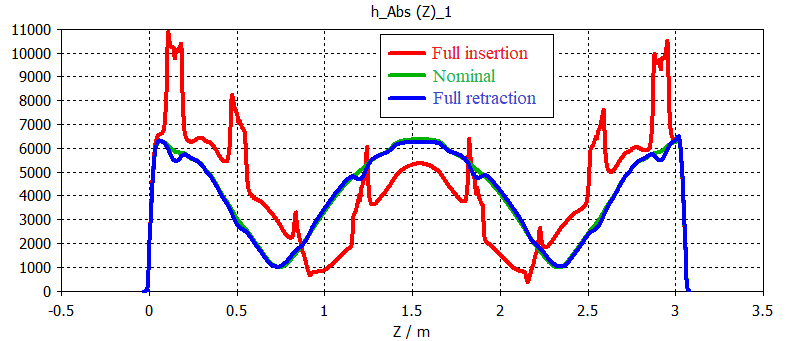 h_Abs (Z)_1
11000
10000
9000
8000
7000
6000
5000
4000
3000
2000
1000
0
Full insertion
Nominal
Full retraction
-0.5 0 0.5 1 1.5 2 2.5 3 3.5
Z / m